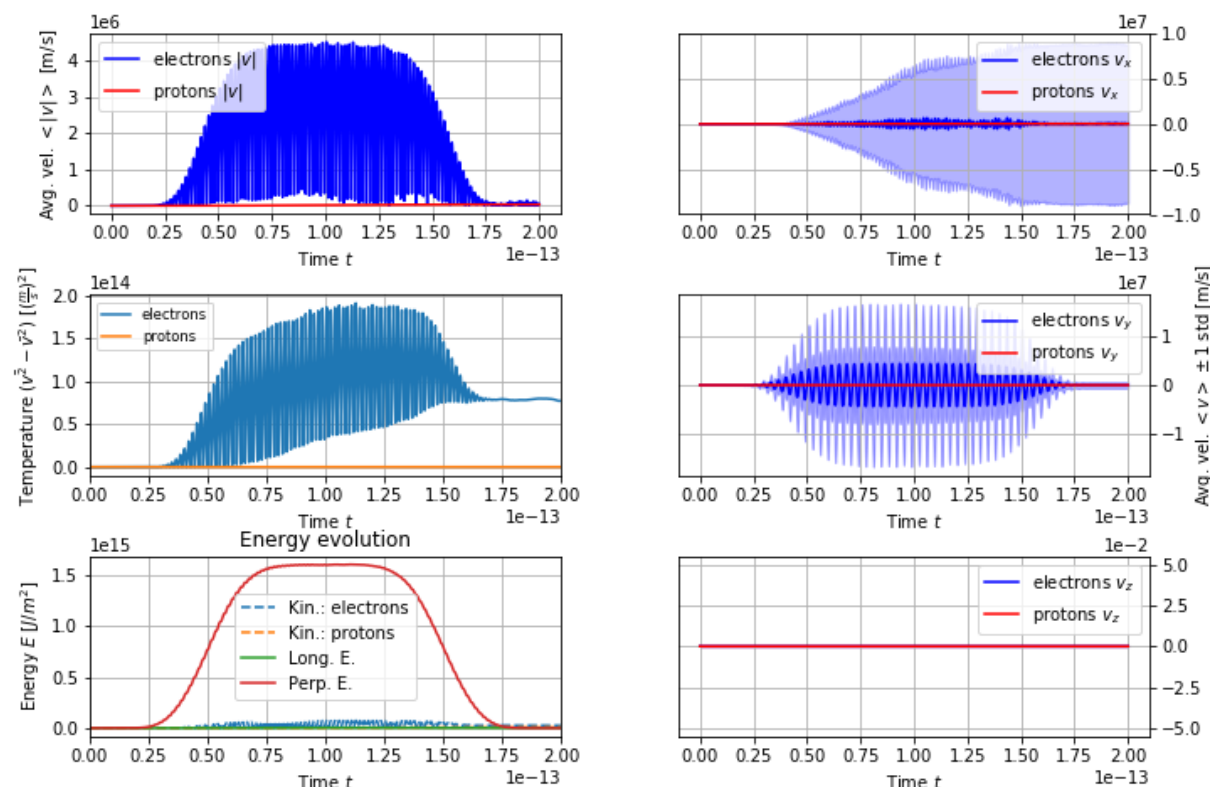 1e6
Avg. vel. < |v| > [m/s]
4
3
2
1
0
electrons |v|
protons |v|
0.00 0.25 0.50 0.75 1.00 1.25 1.50 1.75 2.00
Time t
1e−13
1e7
1.0
0.5
0.0
−0.5
−1.0
electrons v_x
protons v_x
0.00 0.25 0.50 0.75 1.00 1.25 1.50 1.75 2.00
Time t
1e−13
1e14
Temperature (v̄² − v̄²) [(m/s)²]
2.0
1.5
1.0
0.5
0.0
electrons
protons
0.00 0.25 0.50 0.75 1.00 1.25 1.50 1.75 2.00
Time t
1e−13
1e7
1
0
−1
electrons v_y
protons v_y
Avg. vel. < v > ± 1 std [m/s]
0.00 0.25 0.50 0.75 1.00 1.25 1.50 1.75 2.00
Time t
1e−13
Energy evolution
1e15
Energy E [J/m²]
1.5
1.0
0.5
0.0
Kin.: electrons
Kin.: protons
Long. E.
Perp. E.
0.00 0.25 0.50 0.75 1.00 1.25 1.50 1.75 2.00
Time t
1e−13
1e−2
5.0
2.5
0.0
−2.5
−5.0
electrons v_z
protons v_z
0.00 0.25 0.50 0.75 1.00 1.25 1.50 1.75 2.00
Time t
1e−13